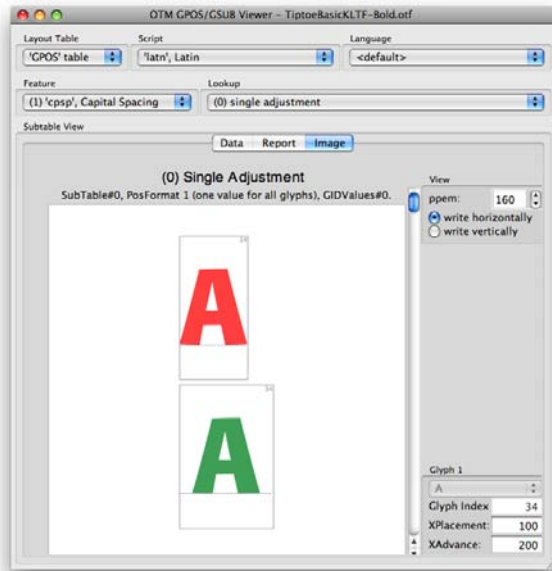 OTM GPOS/GSUB Viewer - TiptoeBasicKLTF-Bold.otf
Layout Table Script Language
'GPOS' table 'latn', Latin <default>
Feature Lookup
(1) 'cpsp', Capital Spacing (0) single adjustment
Subtable View
Data Report Image
(0) Single Adjustment
SubTable#0, PosFormat 1 (one value for all glyphs), GIDValues#0.
View
ppem: 160
write horizontally
write vertically
34
A
34
A
Glyph 1
A
Glyph Index 34
XPlacement: 100
XAdvance: 200